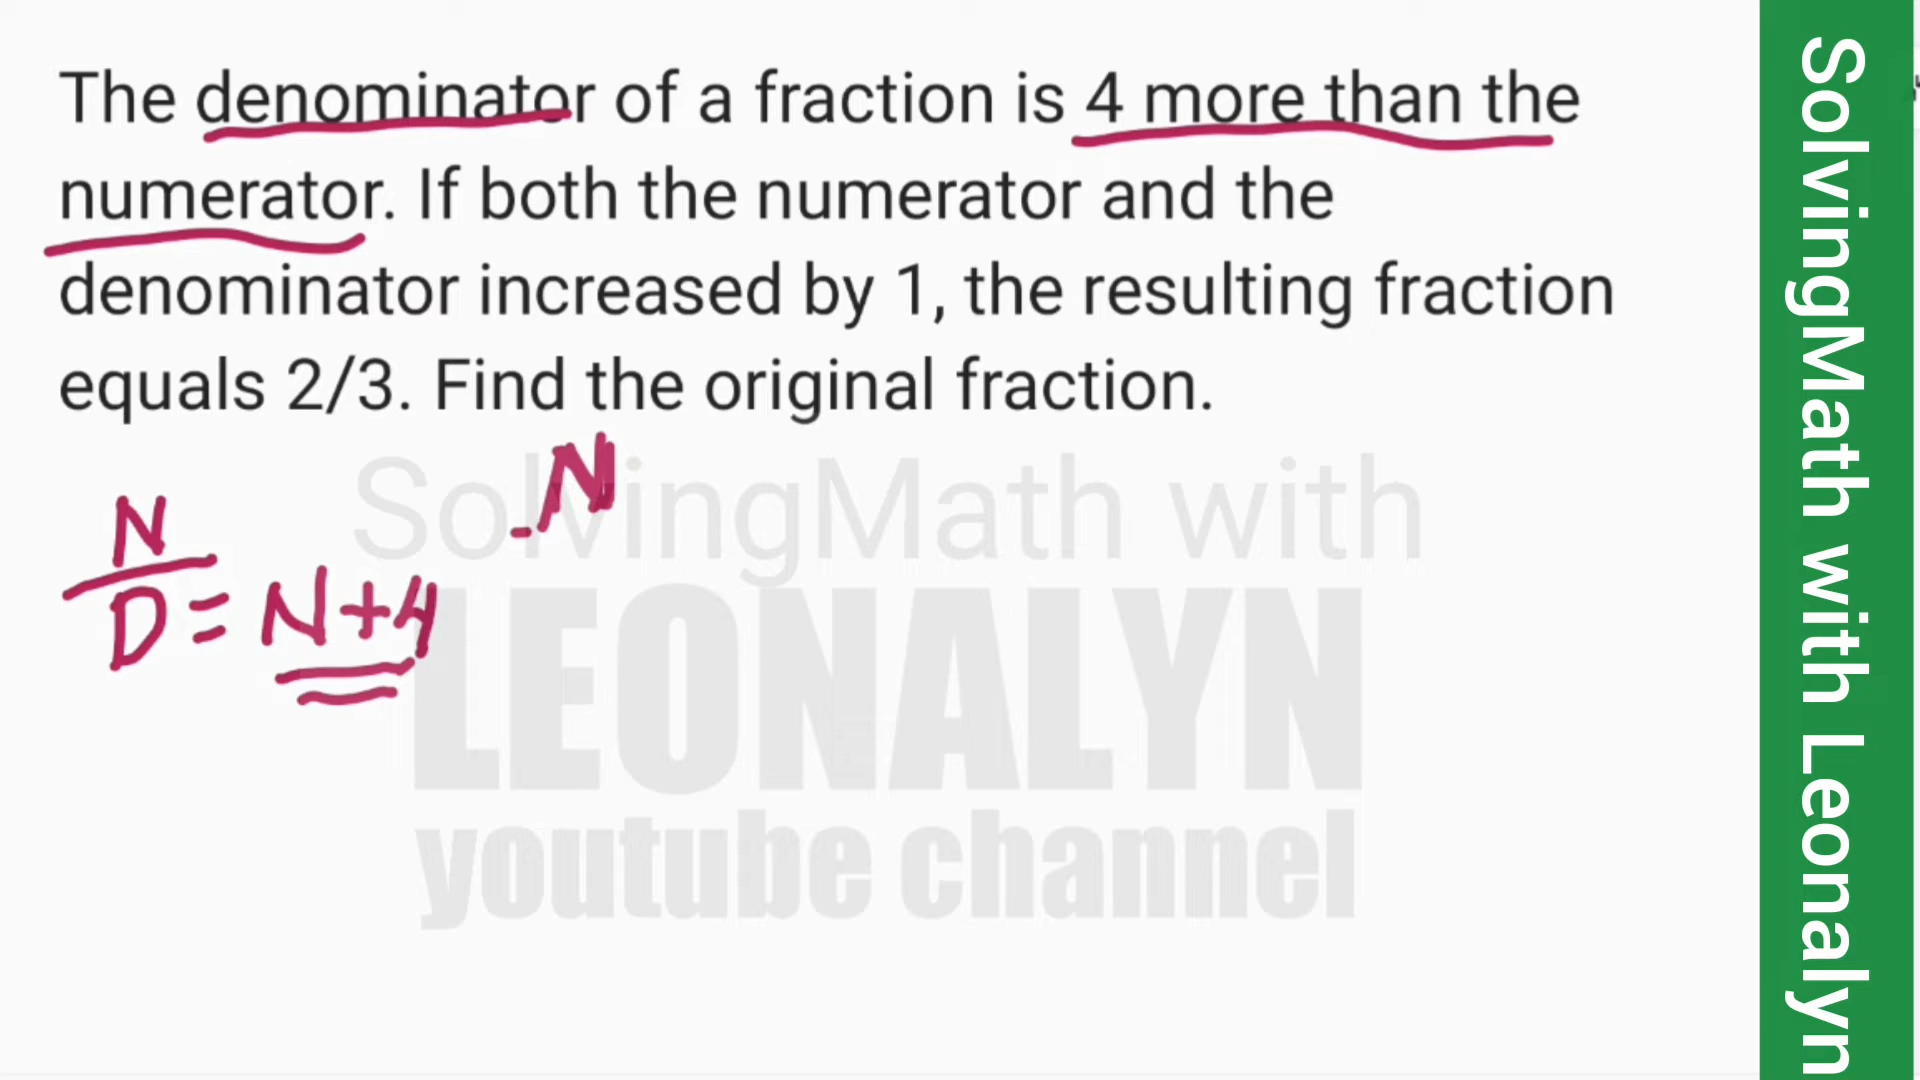 The denominator of a fraction is 4 more than the
numerator. If both the numerator and the
denominator increased by 1, the resulting fraction
equals 2/3. Find the original fraction.
N
N
D = N+4
SolvingMath with
LEONALYN
youtube channel
SolvingMath with Leonalyn